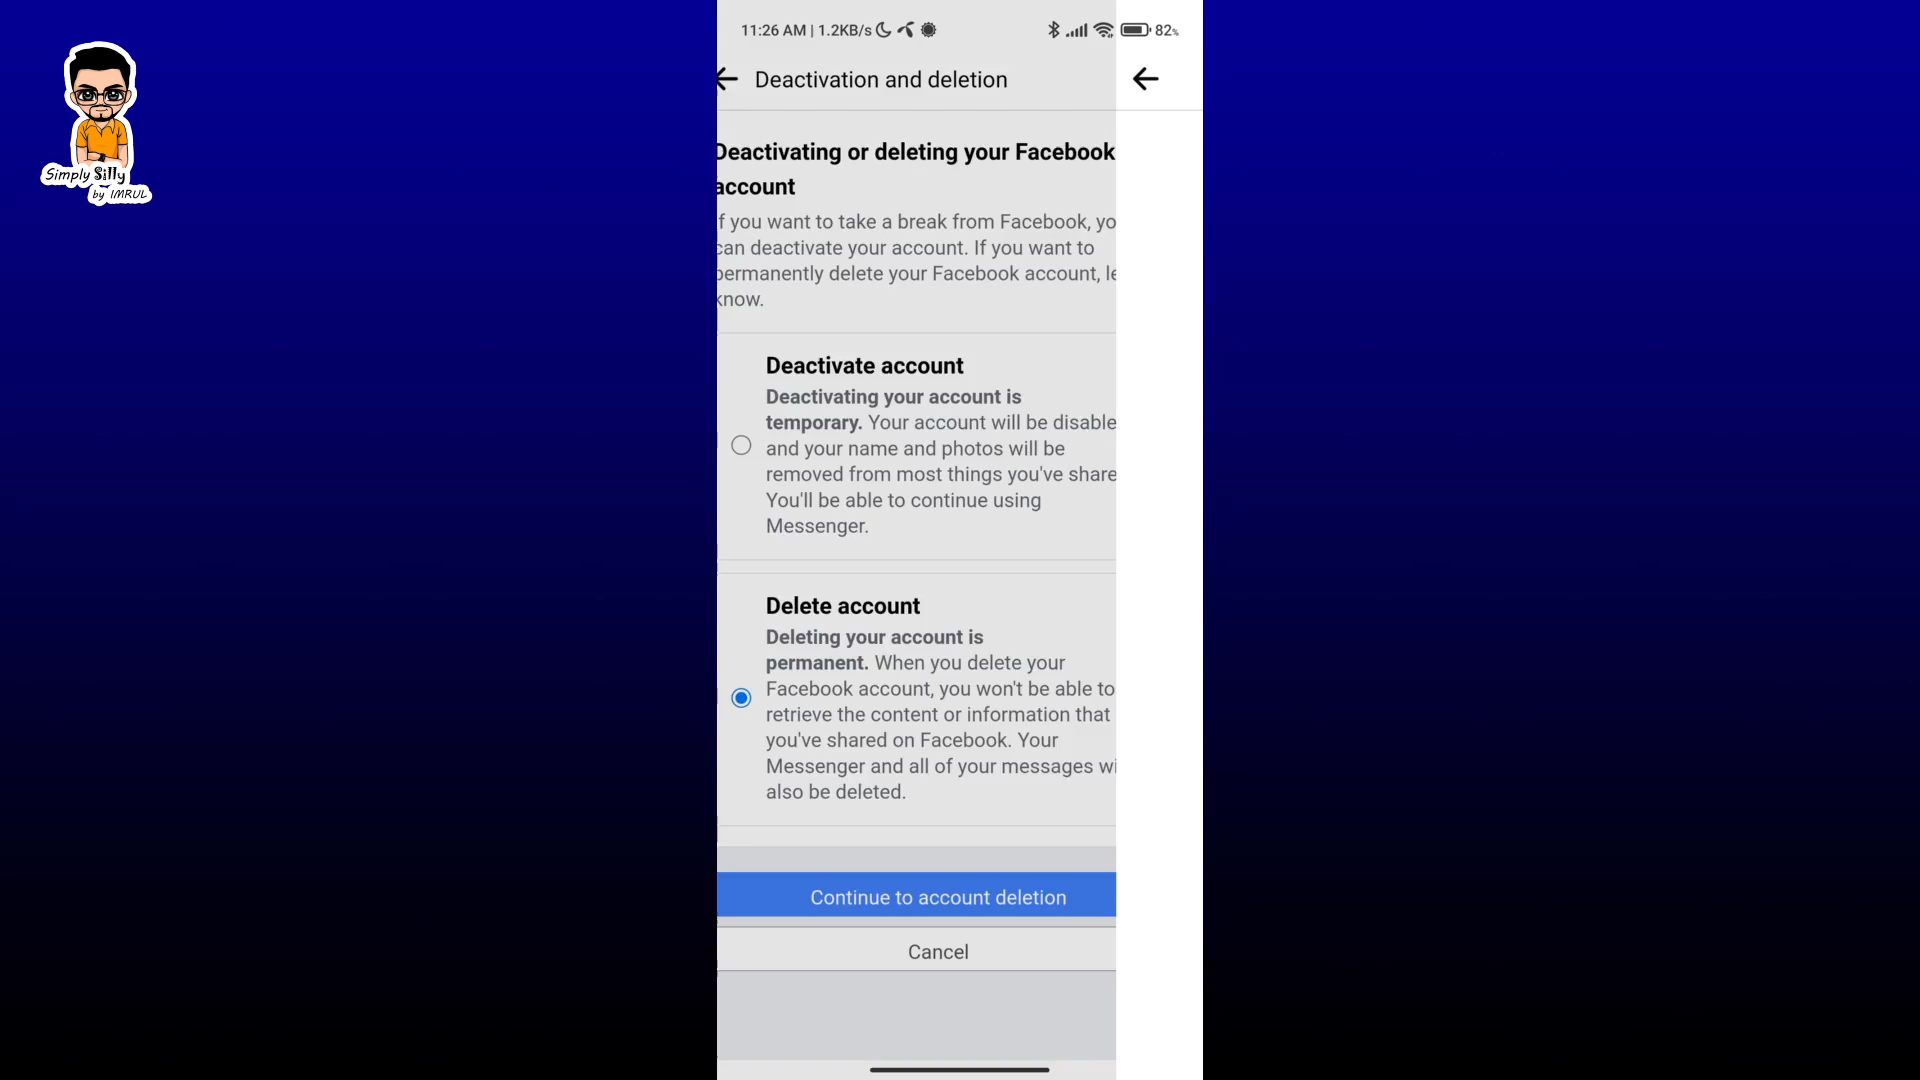 11:26 AM | 1.2KB/s
82%
Deactivation and deletion
Simply Silly
by IMRUL
Deactivating or deleting your Facebook
account
f you want to take a break from Facebook, yo
can deactivate your account. If you want to
permanently delete your Facebook account, le
know.
Deactivate account
Deactivating your account is
temporary. Your account will be disable
and your name and photos will be
removed from most things you've share
You'll be able to continue using
Messenger.
Delete account
Deleting your account is
permanent. When you delete your
Facebook account, you won't be able to
retrieve the content or information that
you've shared on Facebook. Your
Messenger and all of your messages wi
also be deleted.
Continue to account deletion
Cancel